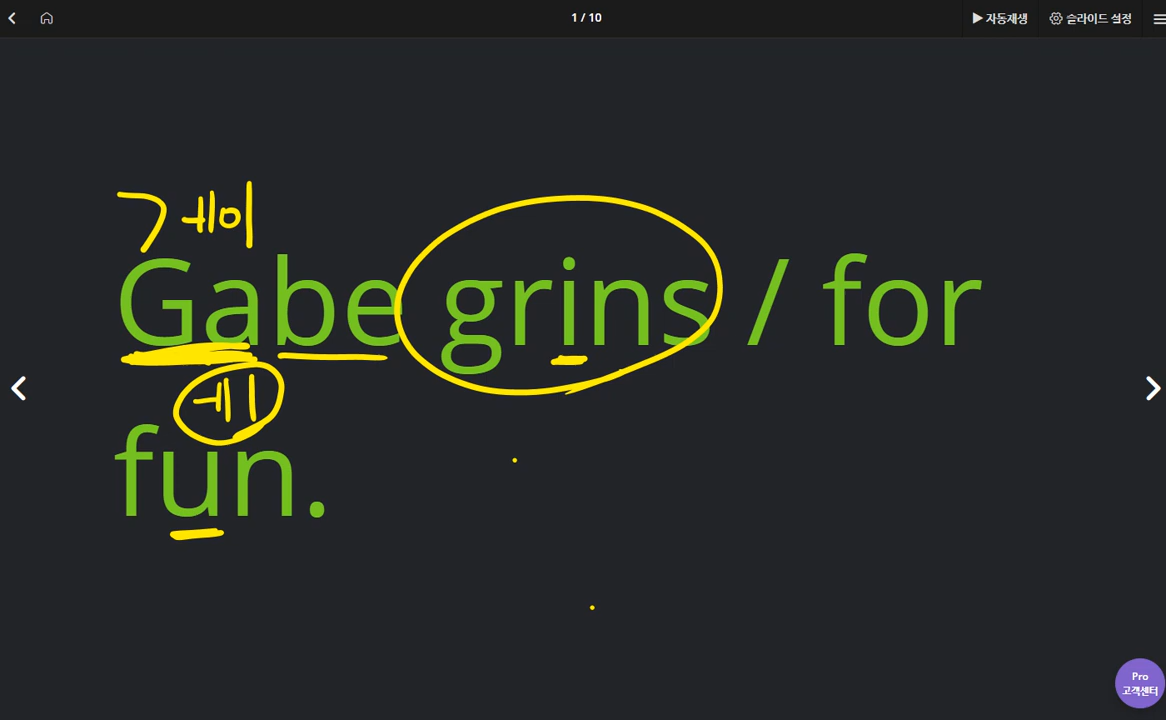 1 / 10 ▶ 자동재생 슬라이드 설정
게이
Gabe grins / for
ㅔㅣ
fun.
Pro
고객센터